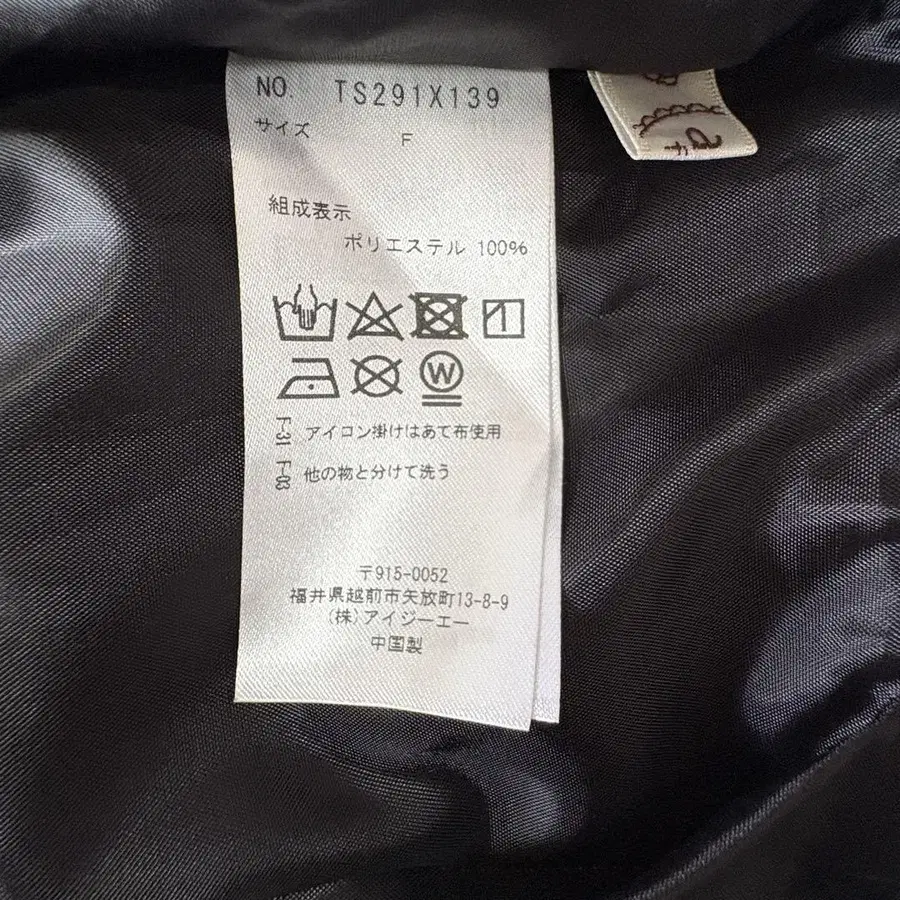 NO. TS291X139
サイズ F
組成表示
ポリエステル 100%
W
F-31 アイコン掛けはあて布使用
F-03 他の物と分けて洗う
〒915-0052
福井県越前市矢放町13-8-9
(株)アイジーエー
中国製